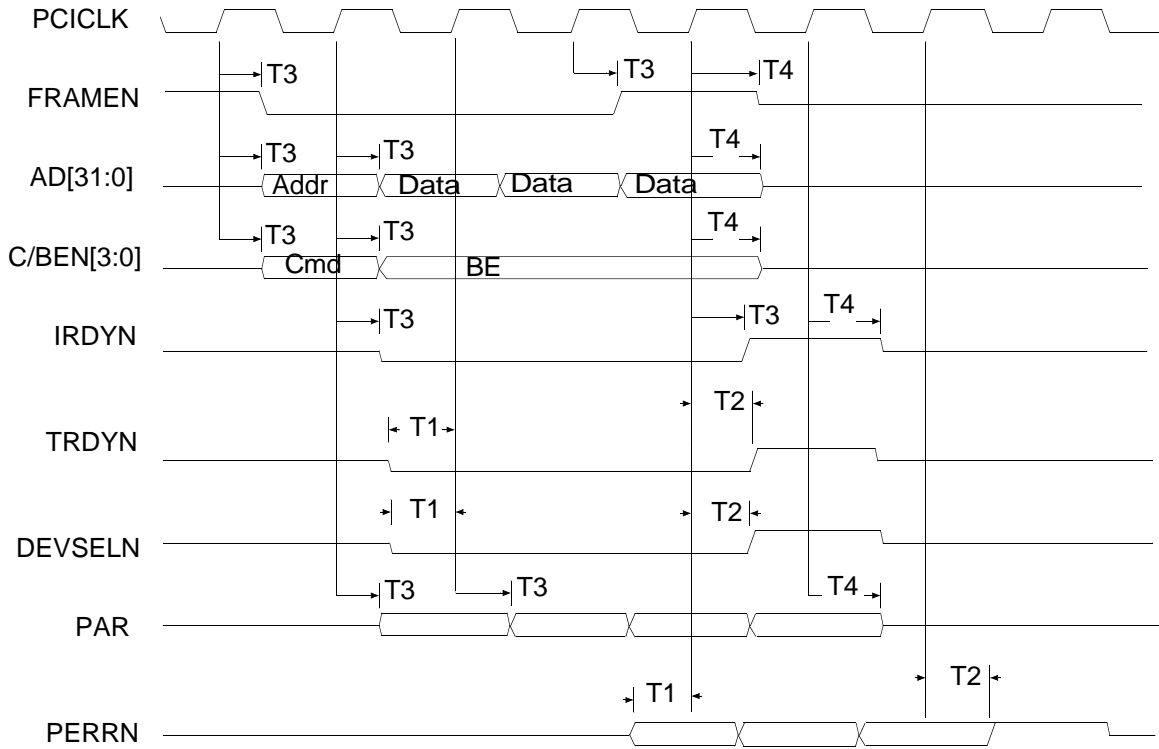 PCICLK
T3 T3 T4
FRAMEN
T3 T3 T4
AD[31:0] Addr Data Data Data
T3 T3 T4
C/BEN[3:0] Cmd BE
T3 T3 T4
IRDYN
T1 T2
TRDYN
T1 T2
DEVSELN
T3 T3 T4
PAR
T1 T2
PERRN